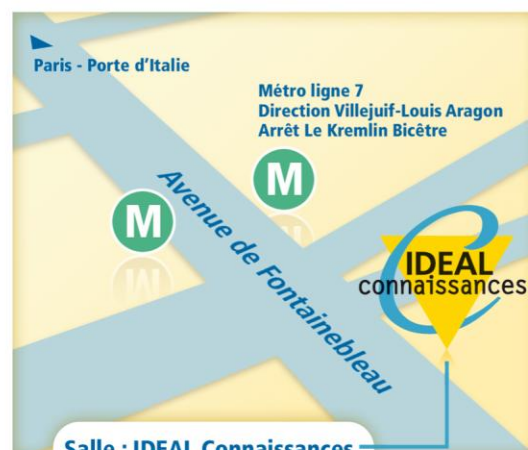 Paris - Porte d'Italie
Métro ligne 7
Direction Villejuif-Louis Aragon
Arrêt Le Kremlin Bicêtre
M
M
Avenue de Fontainebleau
IDEAL
connaissances
Salle : IDEAL Connaissances